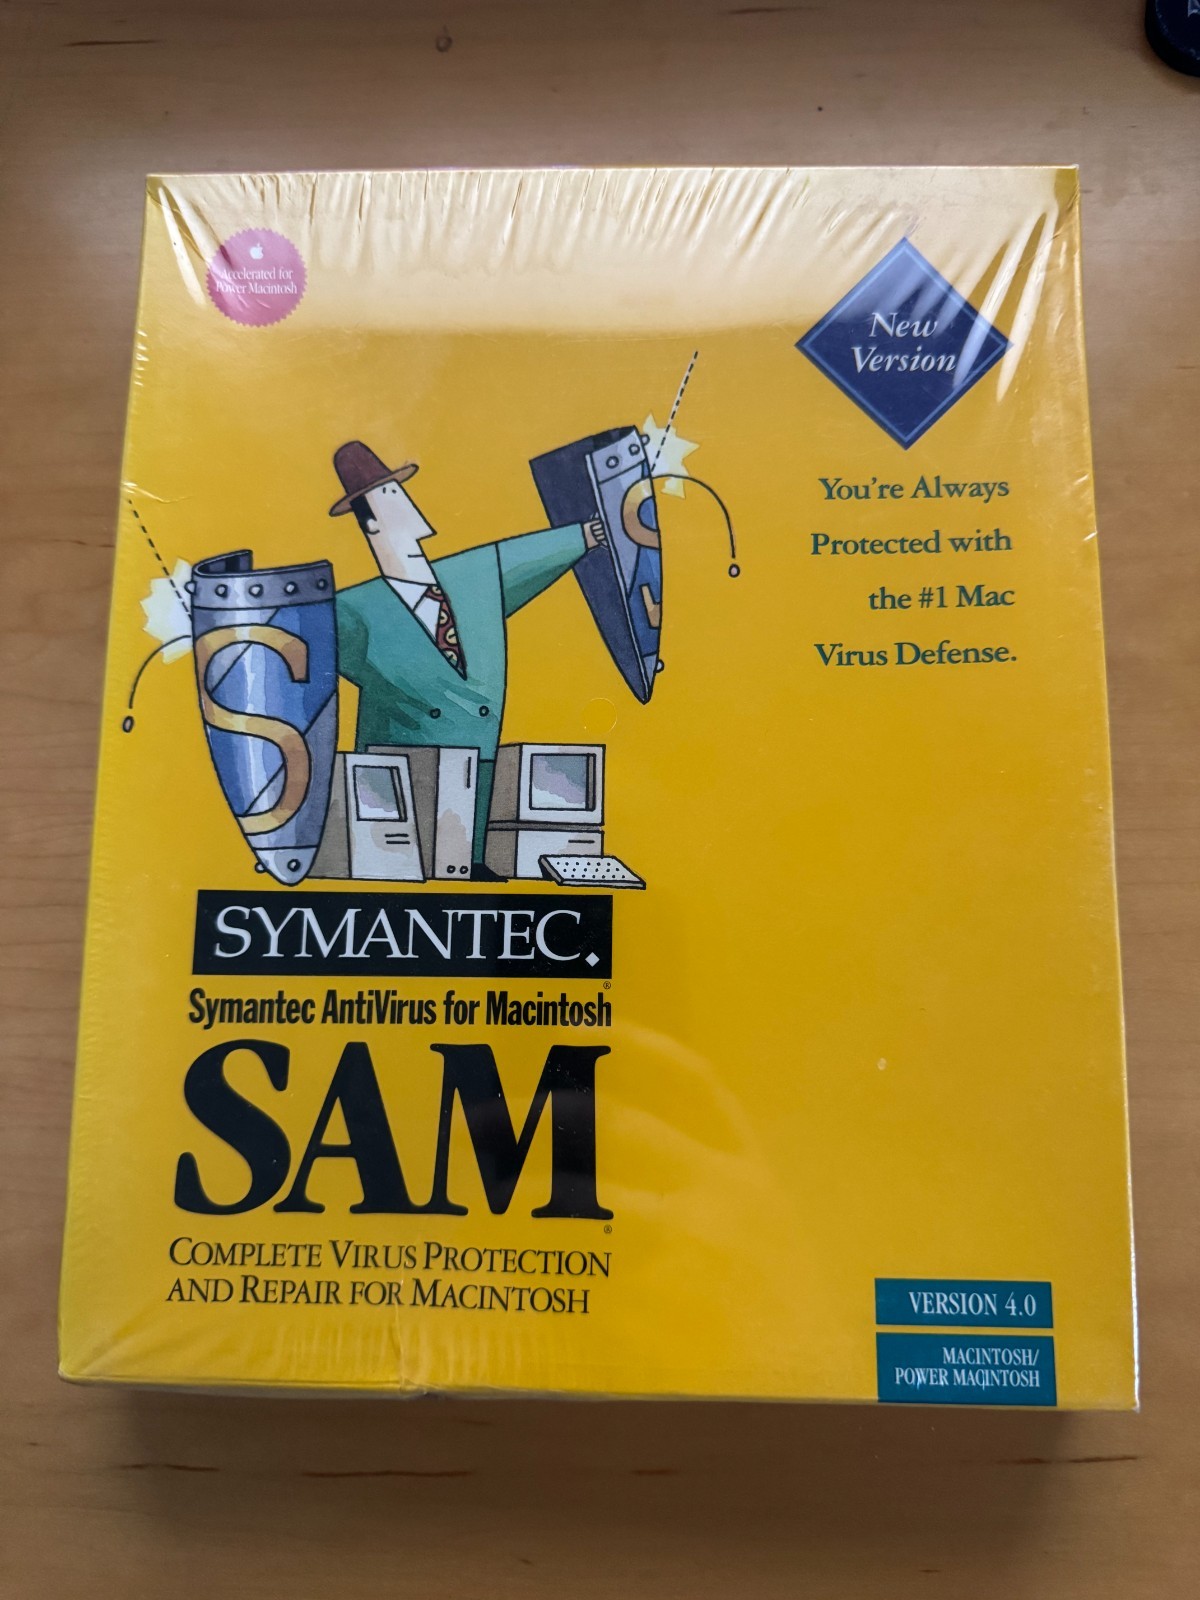 Accelerated for
Power Macintosh
New
Version
You're Always
Protected with
the #1 Mac
Virus Defense.
S
S
SYMANTEC.
Symantec AntiVirus for Macintosh®
SAM®
COMPLETE VIRUS PROTECTION
AND REPAIR FOR MACINTOSH
VERSION 4.0
MACINTOSH/
POWER MACINTOSH